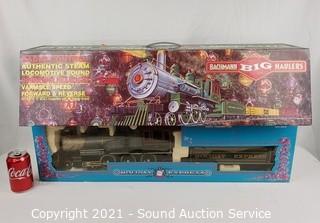 AUTHENTIC STEAM
LOCOMOTIVE SOUND
VARIABLE SPEED
FORWARD & REVERSE
BACHMANN BIG HAULERS
HOLIDAY EXPRESS
Coca-Cola
Copyright 2021 - Sound Auction Service